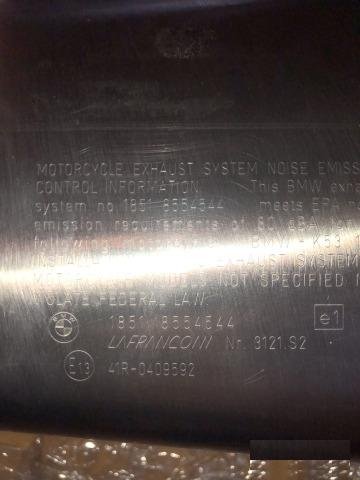 MOTORCYCLE EXHAUST SYSTEM NOISE EMISS
CONTROL INFORMATION. This BMW exh
system no 1851 8554544 meets EPA n
emission requirements of 80 dBA
following BMW - K53
EXHAUST SYSTEM
NOT SPECIFIED
FEDERAL LAW
1851 8554544
e1
LAFRANCONI Nr. 3121.S2
E13 41R-0409592